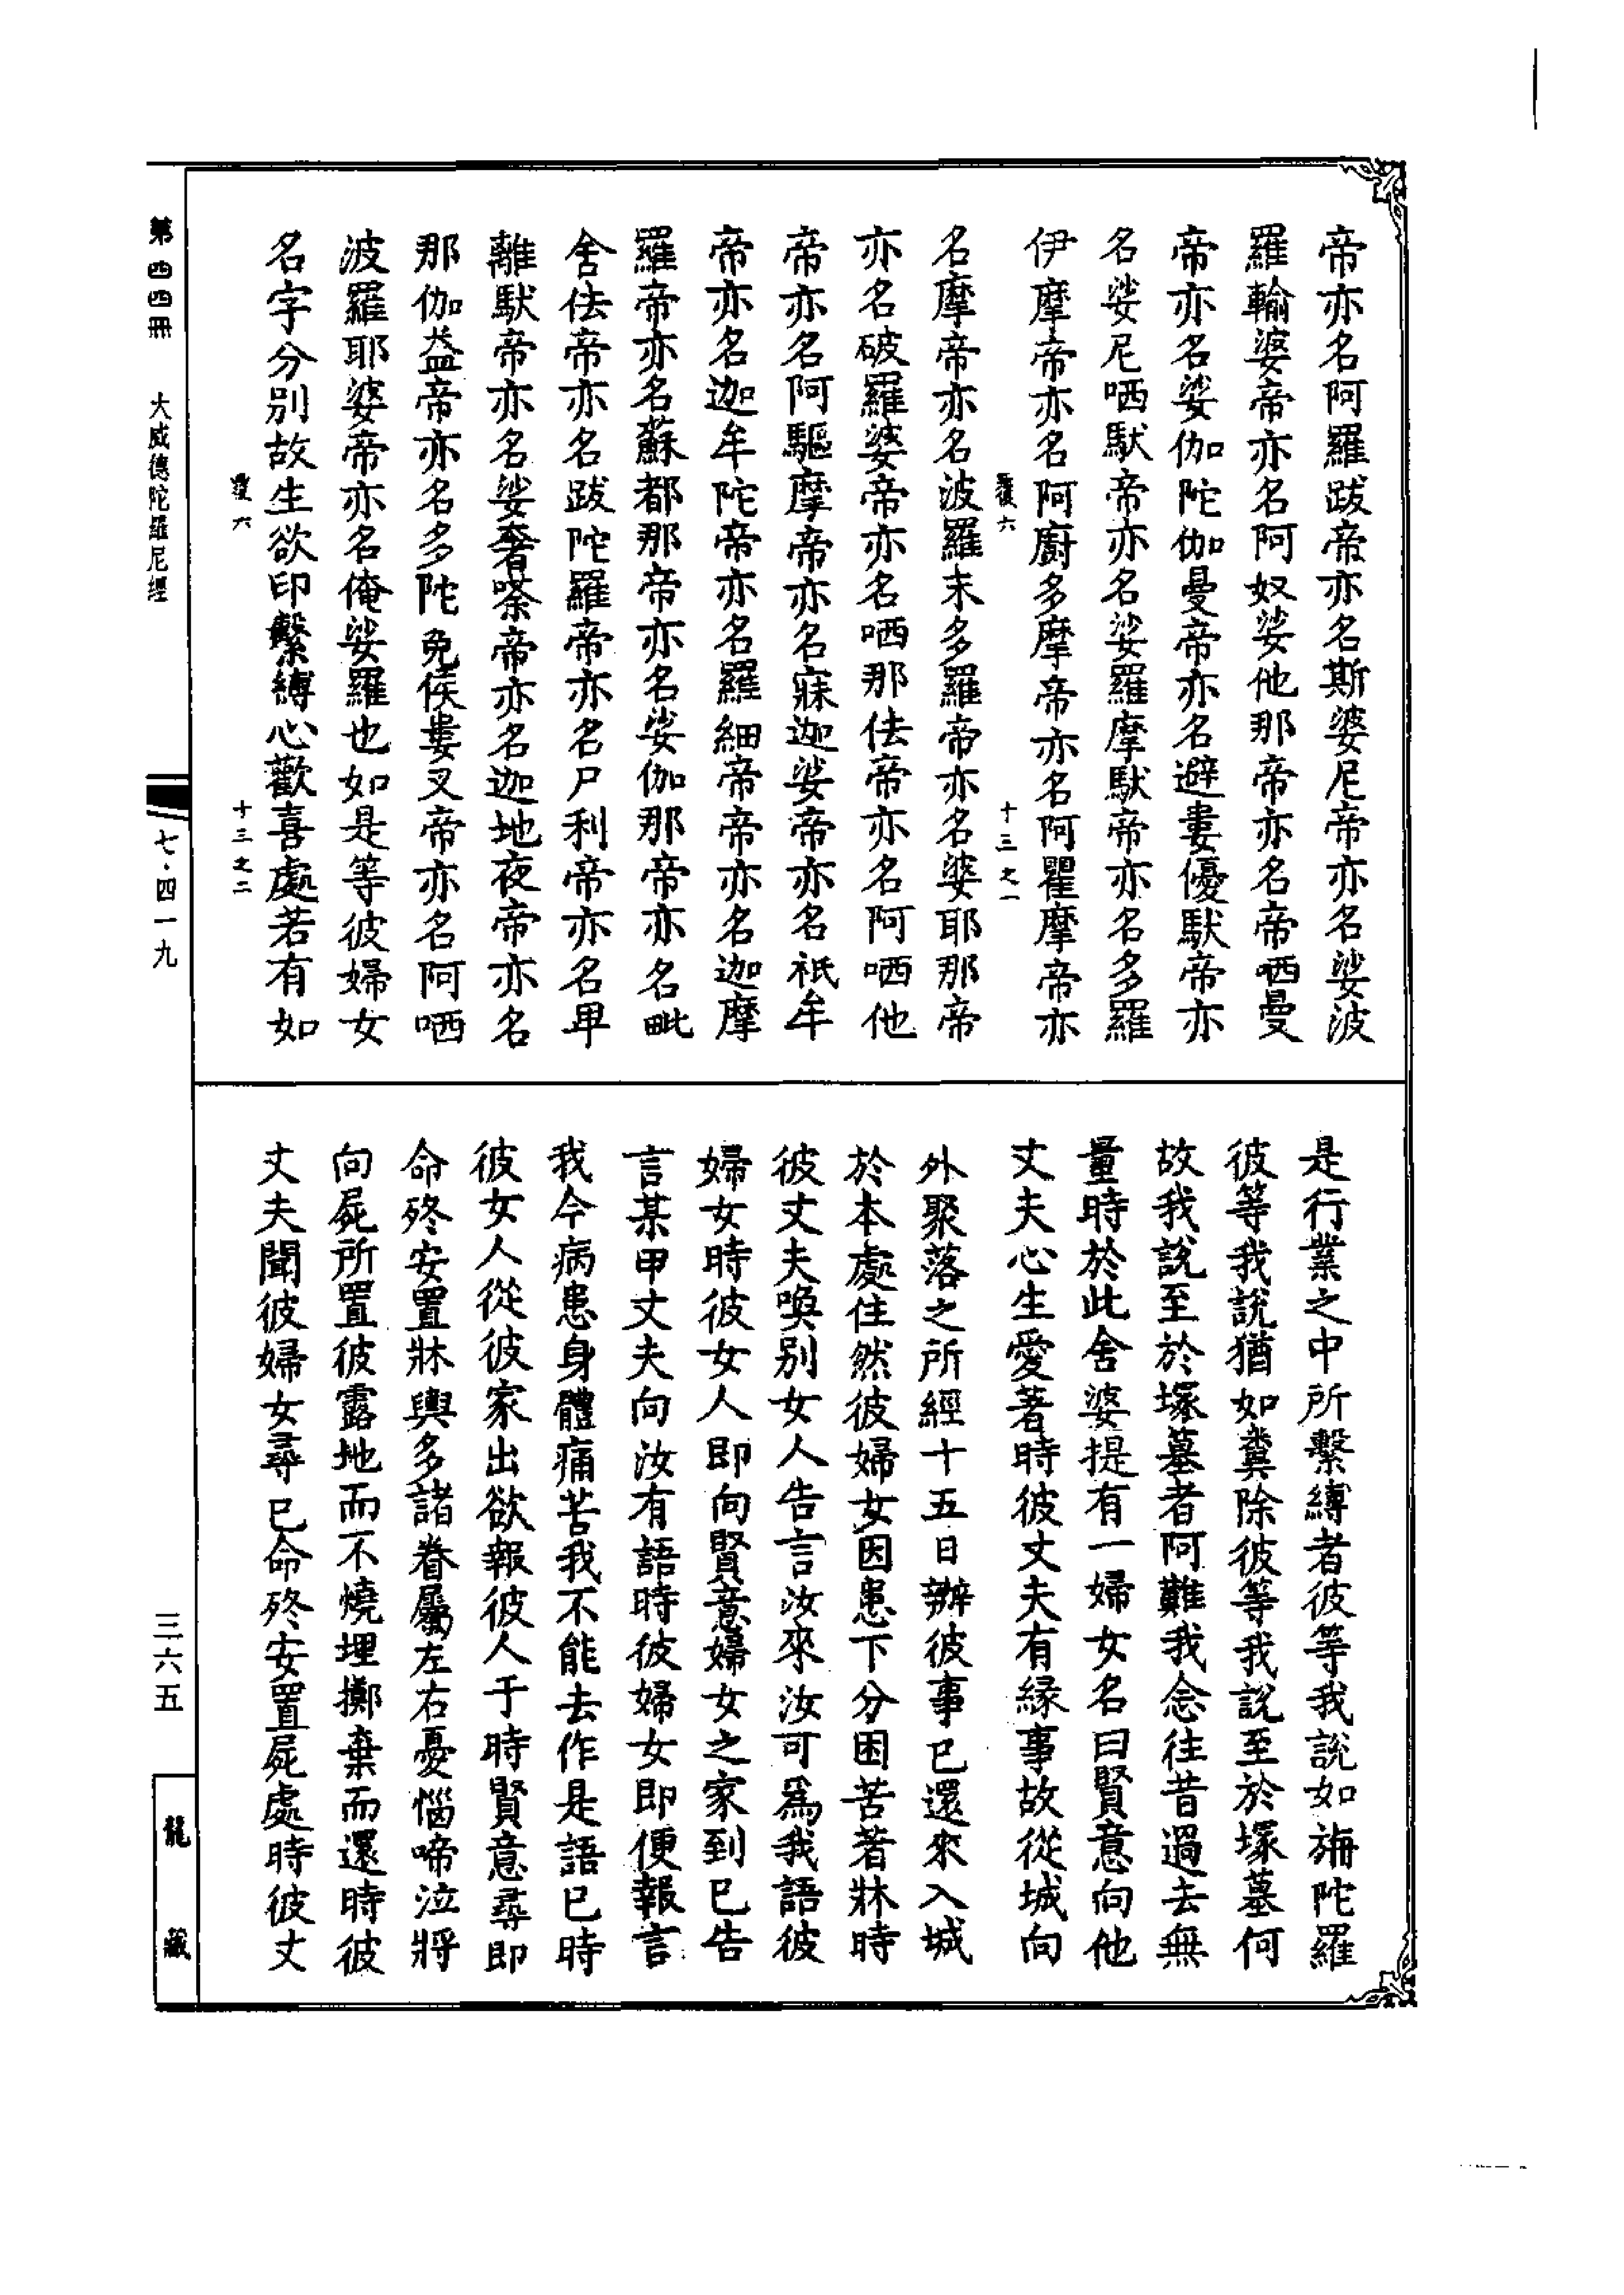 帝亦名阿羅跋帝亦名斯婆尼帝亦名娑波
羅輸婆帝亦名阿奴娑他那帝亦名帝哂曼
帝亦名娑伽陀伽曼帝亦名避婁優馱帝亦
名娑尼哂馱帝亦名娑羅摩馱帝亦名多羅
伊摩帝亦名阿廚多摩帝亦名阿瞿摩帝亦
覆六 十三之一
名摩帝亦名波羅末多羅帝亦名婆耶那帝
亦名破羅婆帝亦名哂那佉帝亦名阿哂他
帝亦名阿驅摩帝亦名寐迦娑帝亦名祇牟
帝亦名迦牟陀帝亦名羅細帝帝亦名迦摩
羅帝亦名蘇都那帝亦名娑伽那帝亦名毗
舍佉帝亦名跋陀羅帝亦名尸利帝亦名卑
離馱帝亦名娑奢嗏帝亦名迦地夜帝亦名
那伽益帝亦名多陀兔侯婁叉帝亦名阿哂
波羅耶婆帝亦名俺娑羅也如是等彼婦女
名字分別故生欲印繫縛心歡喜處若有如
覆六 十三之二
是行業之中所繫縛者彼等我說如旃陀羅
彼等我說猶如糞除彼等我說至於塚墓何
故我說至於塚墓者阿難我念往昔過去無
量時於此舍婆提有一婦女名曰賢意向他
丈夫心生愛著時彼丈夫有緣事故從城向
外聚落之所經十五日辦彼事已還來入城
於本處住然彼婦女因患下分困苦著牀時
彼丈夫喚別女人告言汝來汝可爲我語彼
婦女時彼女人即向賢意婦女之家到已告
言某甲丈夫向汝有語時彼婦女即便報言
我今病患身體痛苦我不能去作是語已時
彼女人從彼家出欲報彼人于時賢意尋即
命終安置牀輿多諸眷屬左右憂惱啼泣將
向屍所置彼露地而不燒埋擲棄而還時彼
丈夫聞彼婦女尋已命終安置屍處時彼丈
第四四冊 大威德陀羅尼經
七·四一九
三六五
龍藏